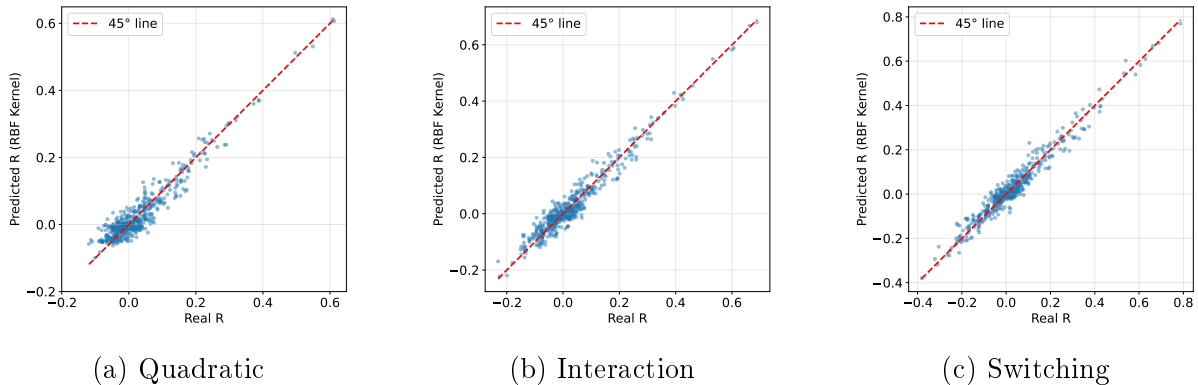 45° line
Predicted R (RBF Kernel)
0.6
0.4
0.2
0.0
−0.2
−0.2 0.0 0.2 0.4 0.6
Real R
(a) Quadratic
45° line
Predicted R (RBF Kernel)
0.6
0.4
0.2
0.0
−0.2
−0.2 0.0 0.2 0.4 0.6
Real R
(b) Interaction
45° line
Predicted R (RBF Kernel)
0.8
0.6
0.4
0.2
0.0
−0.2
−0.4
−0.4 −0.2 0.0 0.2 0.4 0.6 0.8
Real R
(c) Switching